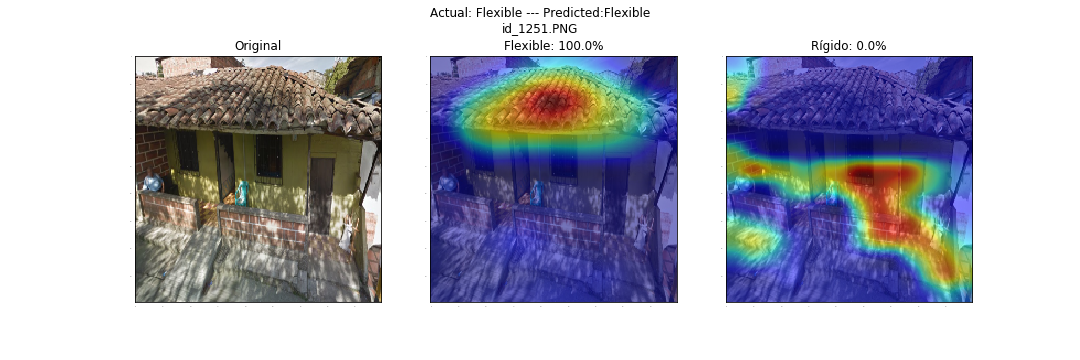 Actual: Flexible --- Predicted:Flexible
id_1251.PNG
Original
Flexible: 100.0%
Rígido: 0.0%